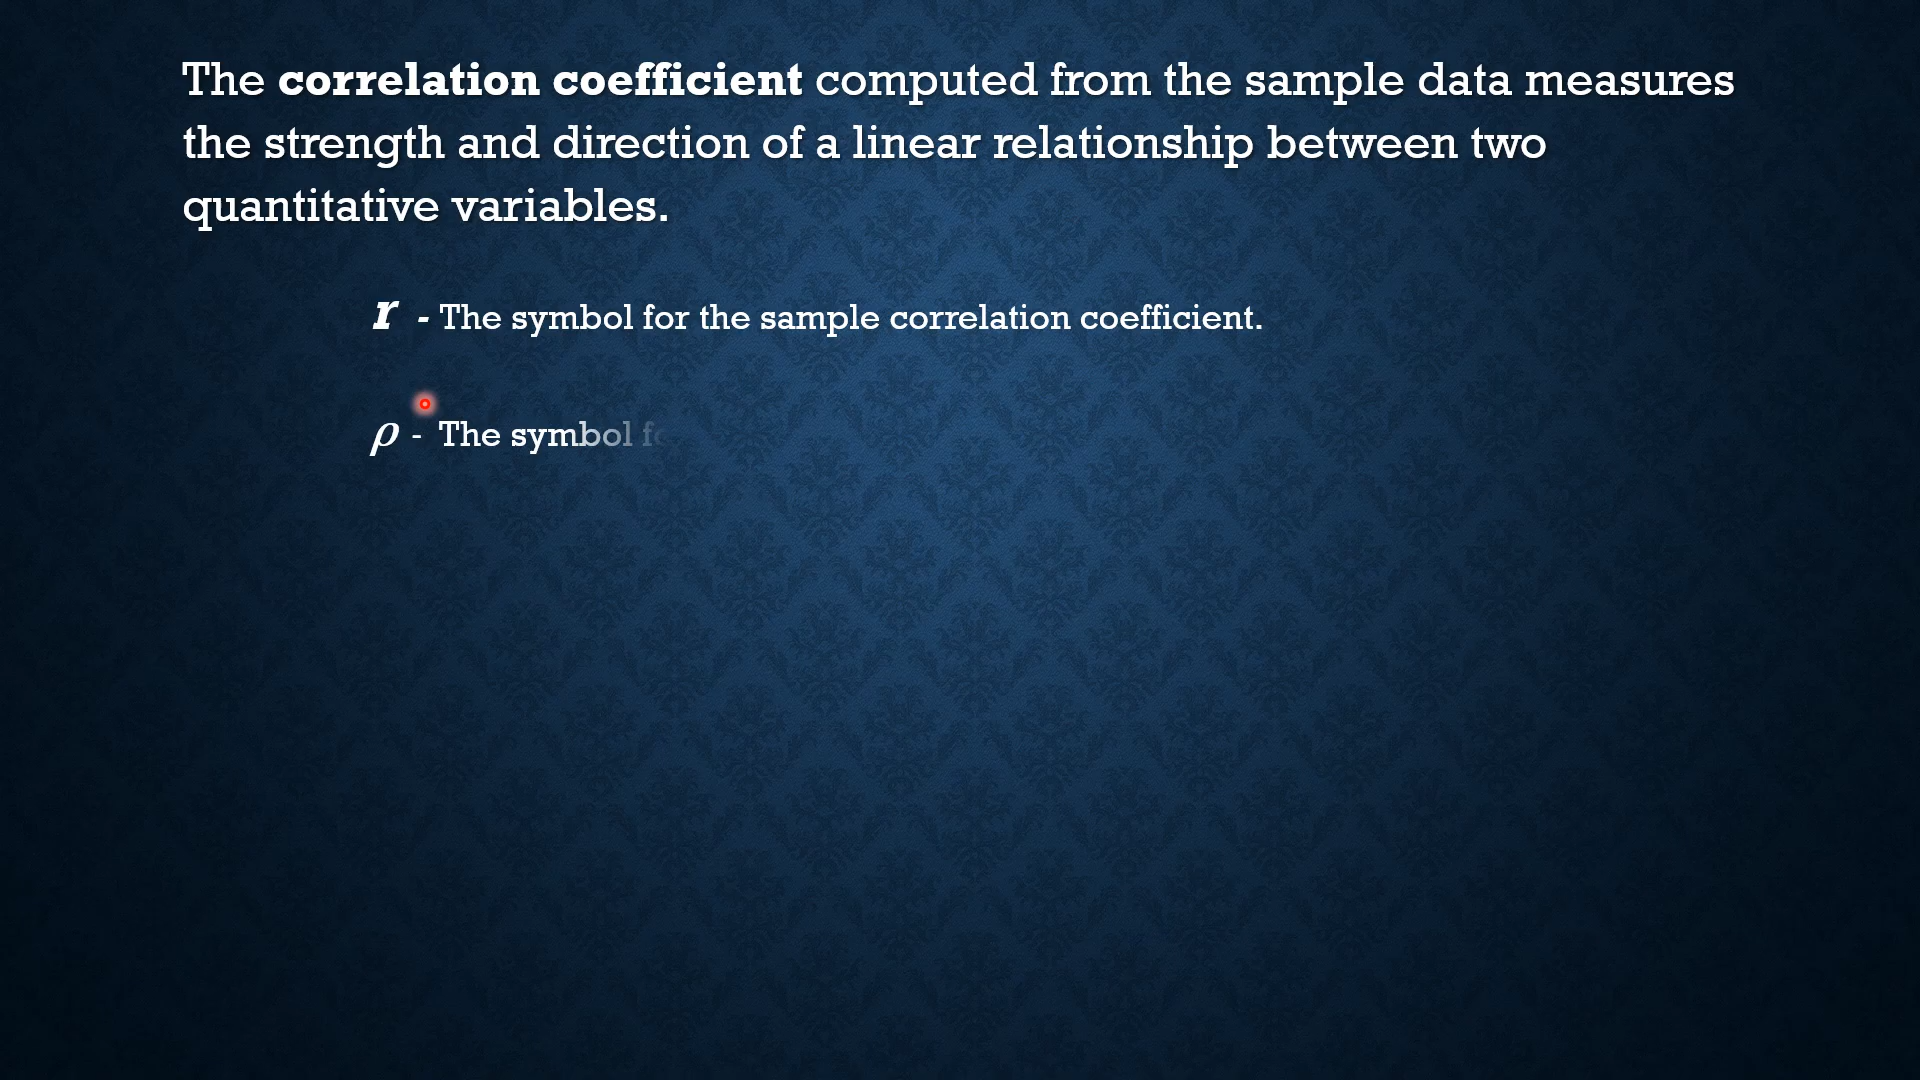 The correlation coefficient computed from the sample data measures
the strength and direction of a linear relationship between two
quantitative variables.
r - The symbol for the sample correlation coefficient.
ρ - The symbol